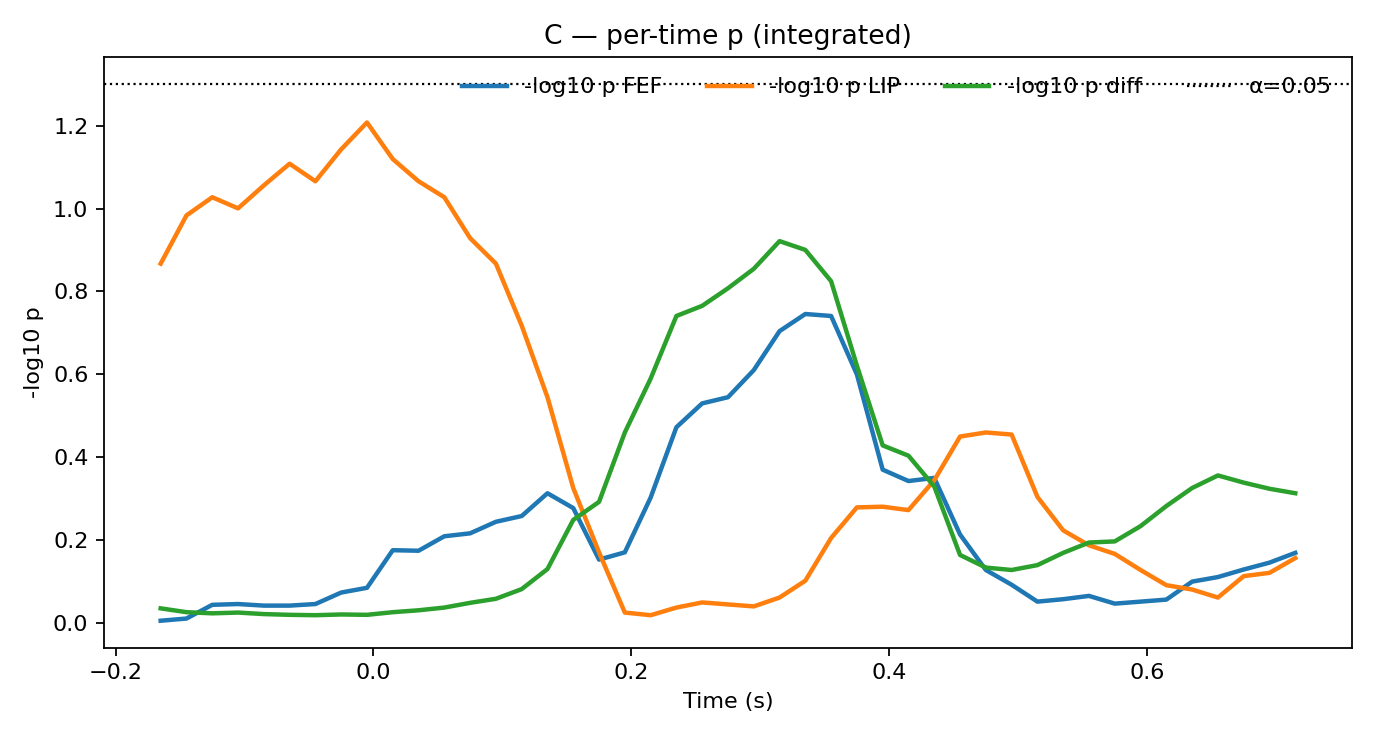 C — per-time p (integrated)
-log10 p FEF -log10 p LIP -log10 p diff α=0.05
1.2
1.0
0.8
0.6
0.4
0.2
0.0
-log10 p
−0.2 0.0 0.2 0.4 0.6
Time (s)